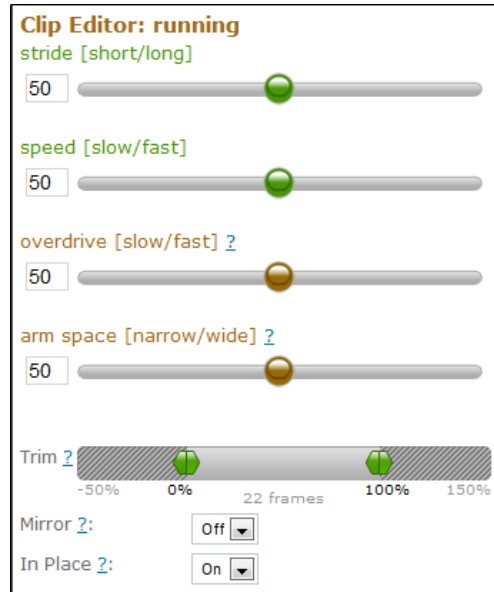 Clip Editor: running
stride [short/long]
50
speed [slow/fast]
50
overdrive [slow/fast] ?
50
arm space [narrow/wide] ?
50
Trim ?
-50% 0% 22 frames 100% 150%
Mirror ?: Off
In Place ?: On